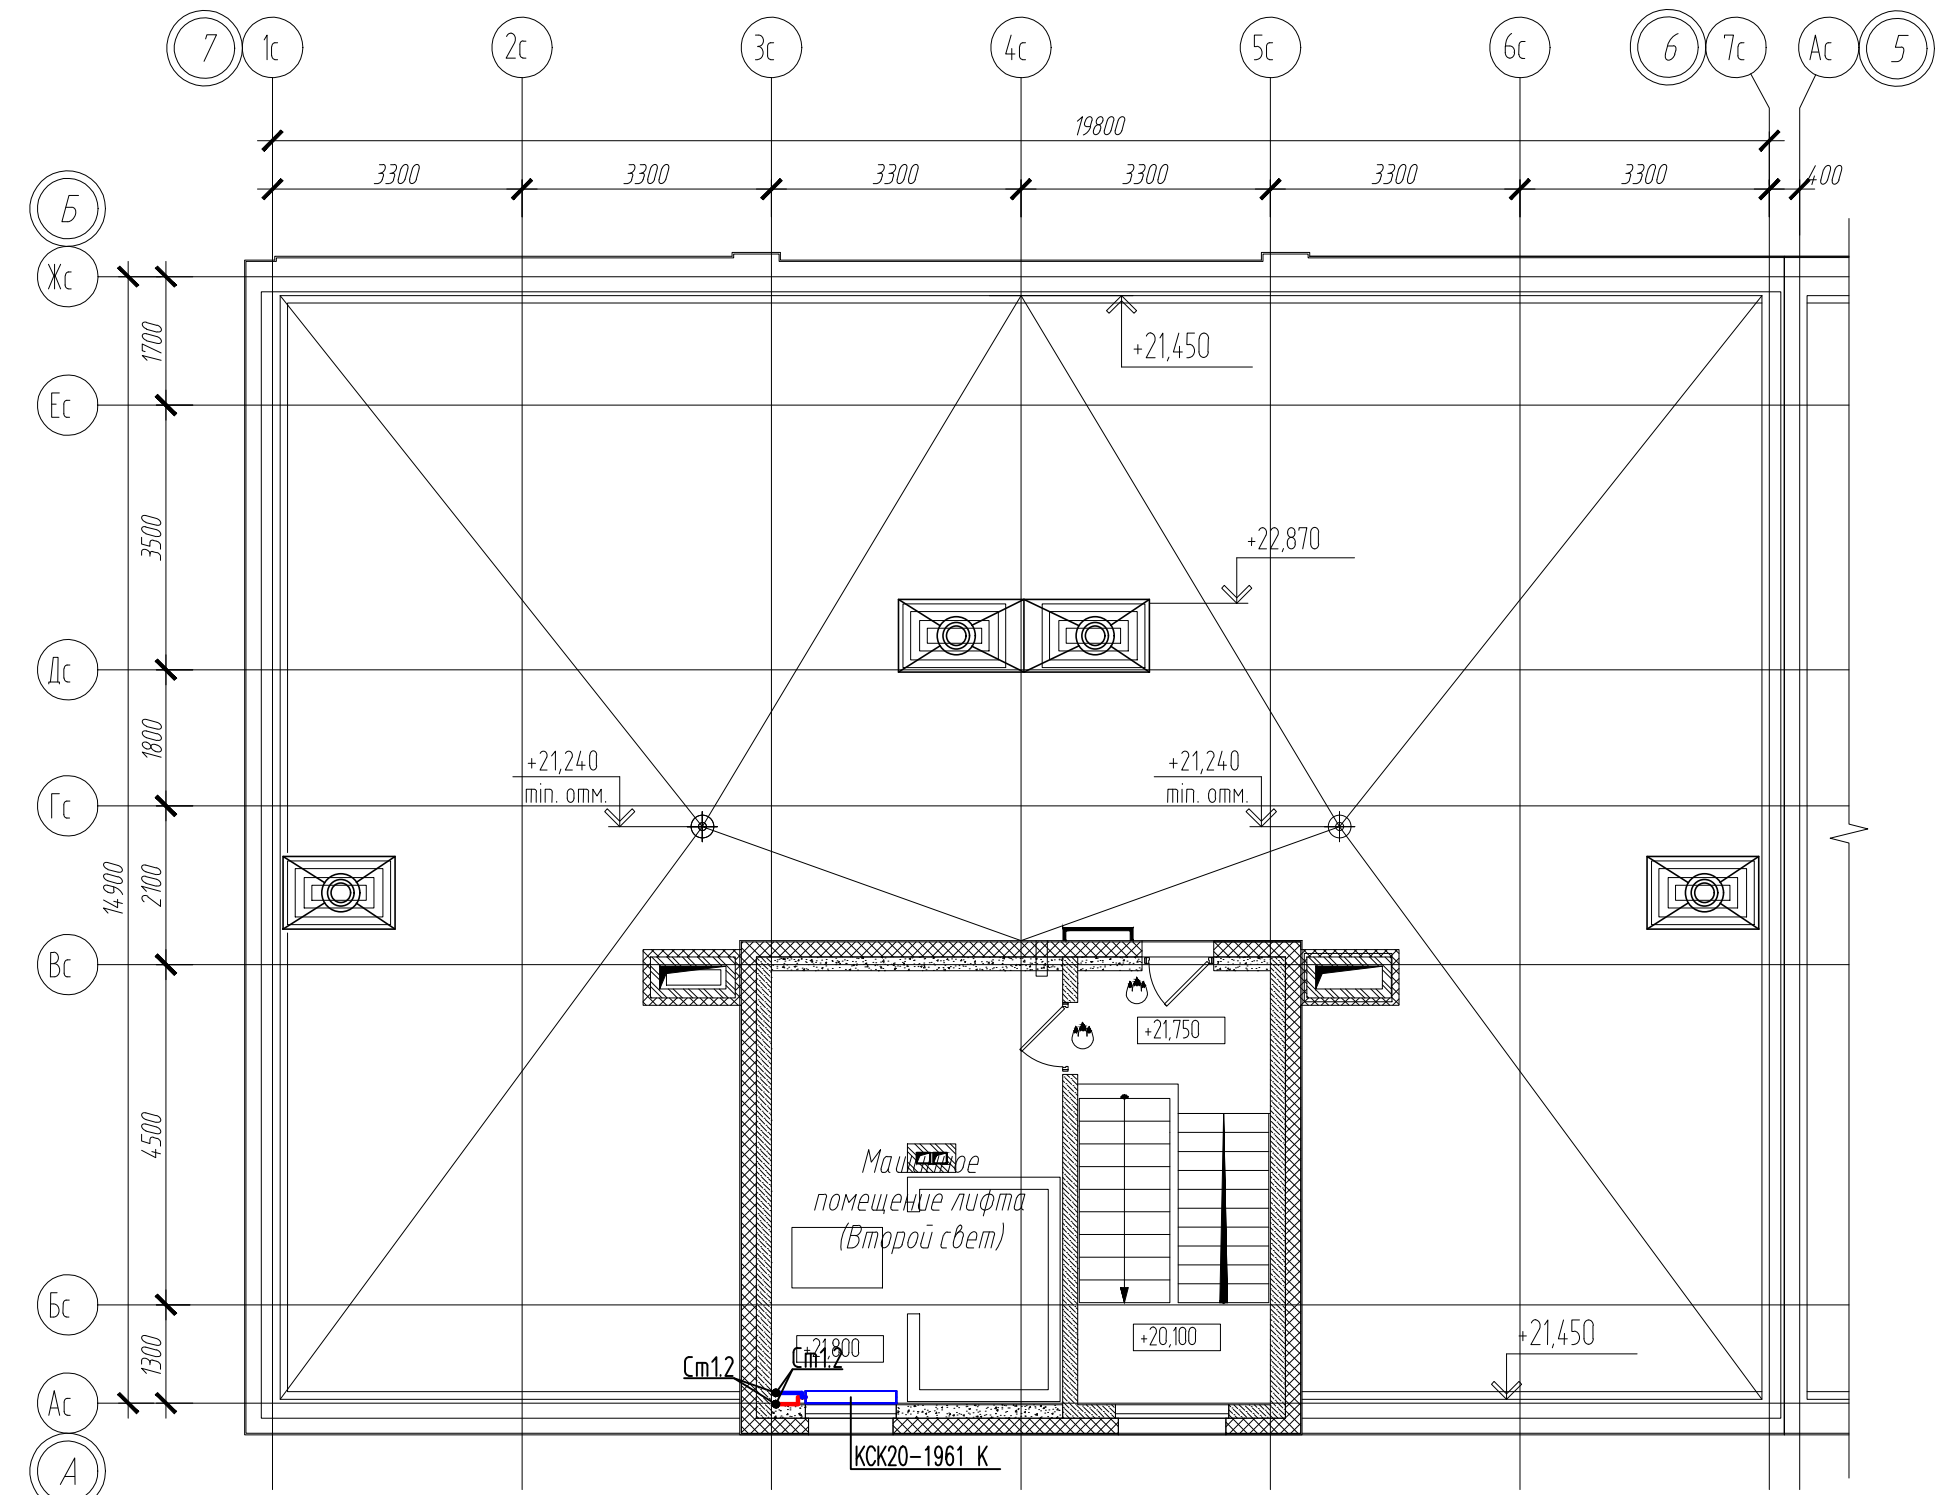 7 1с 2с 3с 4с 5с 6с 6 7с Ас 5
19800
3300 3300 3300 3300 3300 3300 400
Б
Жс
1700
+21,450
Ес
3500
+22,870
Дс
1800
+21,240 +21,240
min. отм. min. отм.
Гс
14900
2100
Вс
+21,750
4500
Машинное
помещение лифта
(Второй свет)
Бс
+21,800
+20,100
+21,450
1300
Ст1.2 Ст1.2
Ас
КСК20-1961 К
А